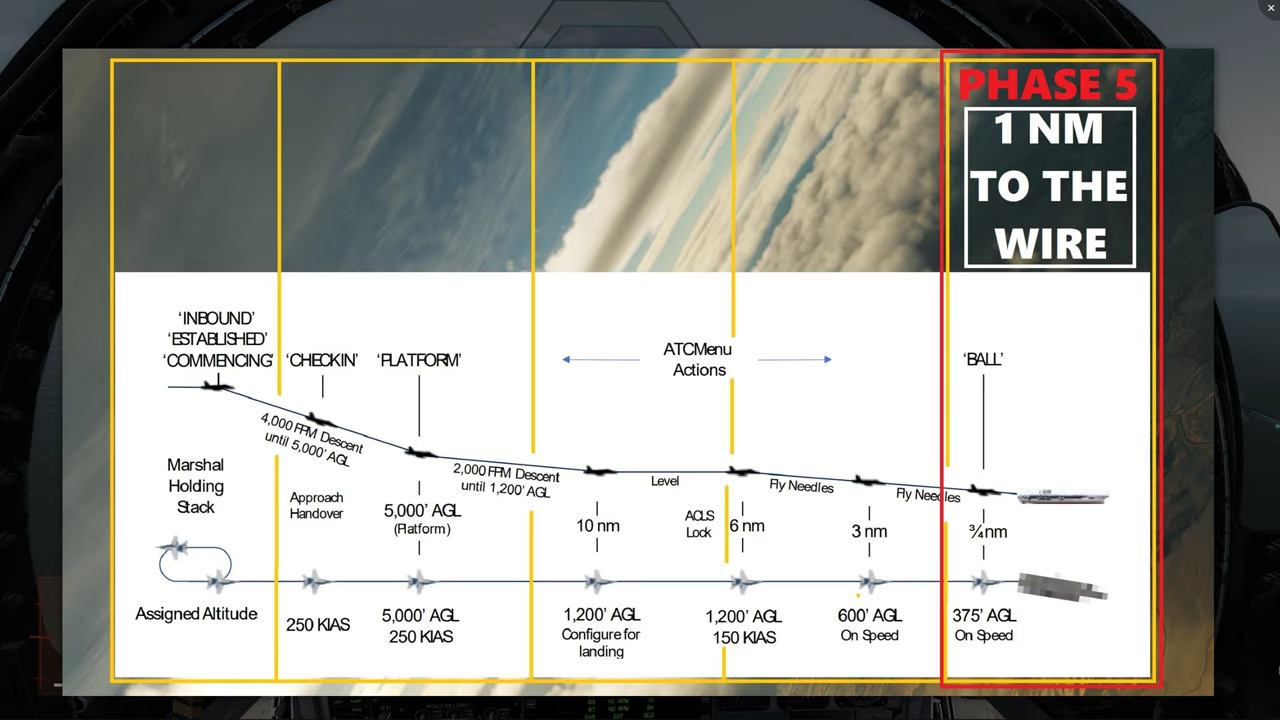 PHASE 5
1 NM
TO THE
WIRE
'INBOUND'
'ESTABLISHED'
'COMMENCING'
'CHECKIN'
'PLATFORM'
ATCMenu
Actions
'BALL'
4,000 FPM Descent
until 5,000' AGL
2,000 FPM Descent
until 1,200' AGL
Level
Fly Needles
Fly Needles
Marshal
Holding
Stack
Approach
Handover
5,000' AGL
(Platform)
10 nm
ACLS
Lock
6 nm
3 nm
¾ nm
Assigned Altitude
250 KIAS
5,000' AGL
250 KIAS
1,200' AGL
Configure for
landing
1,200' AGL
150 KIAS
600' AGL
On Speed
375' AGL
On Speed